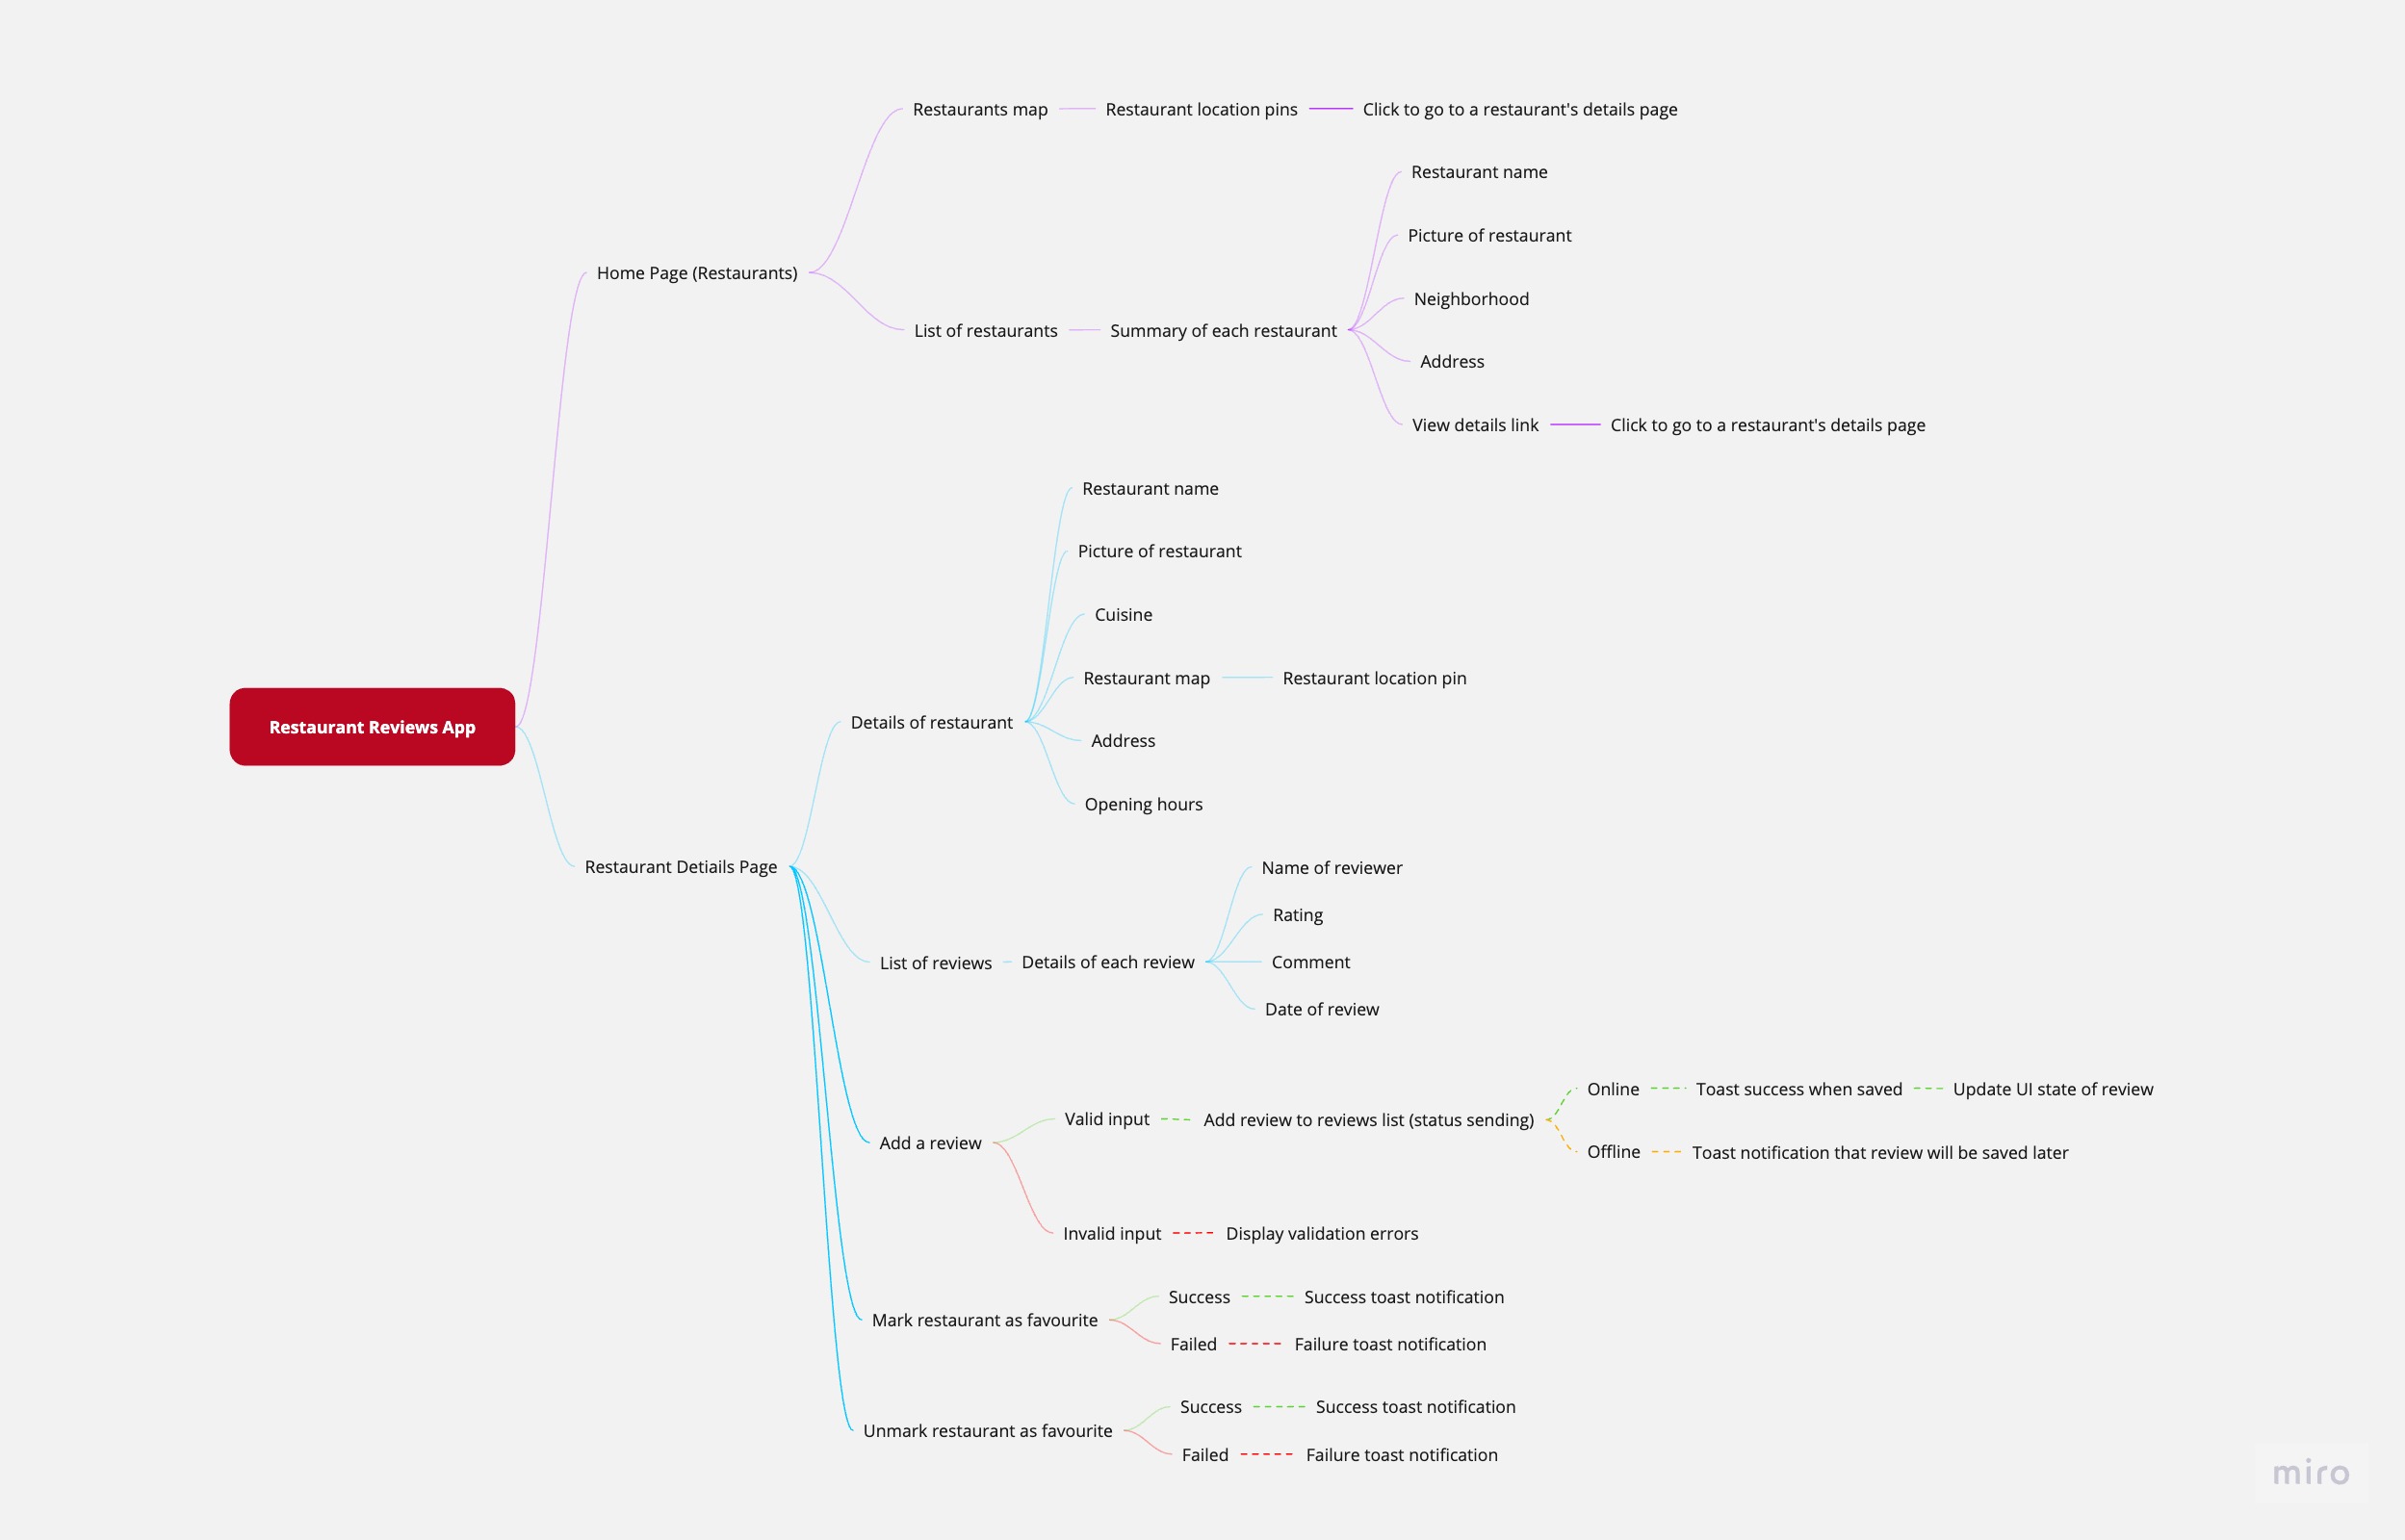 Restaurants map
Restaurant location pins
Click to go to a restaurant's details page
Restaurant name
Picture of restaurant
Home Page (Restaurants)
Neighborhood
List of restaurants
Summary of each restaurant
Address
View details link
Click to go to a restaurant's details page
Restaurant name
Picture of restaurant
Cuisine
Restaurant map
Restaurant location pin
Restaurant Reviews App
Details of restaurant
Address
Opening hours
Restaurant Detiails Page
Name of reviewer
Rating
List of reviews
Details of each review
Comment
Date of review
Online
Toast success when saved
Update UI state of review
Add a review
Valid input
Add review to reviews list (status sending)
Offline
Toast notification that review will be saved later
Invalid input
Display validation errors
Mark restaurant as favourite
Success
Success toast notification
Failed
Failure toast notification
Unmark restaurant as favourite
Success
Success toast notification
Failed
Failure toast notification
miro